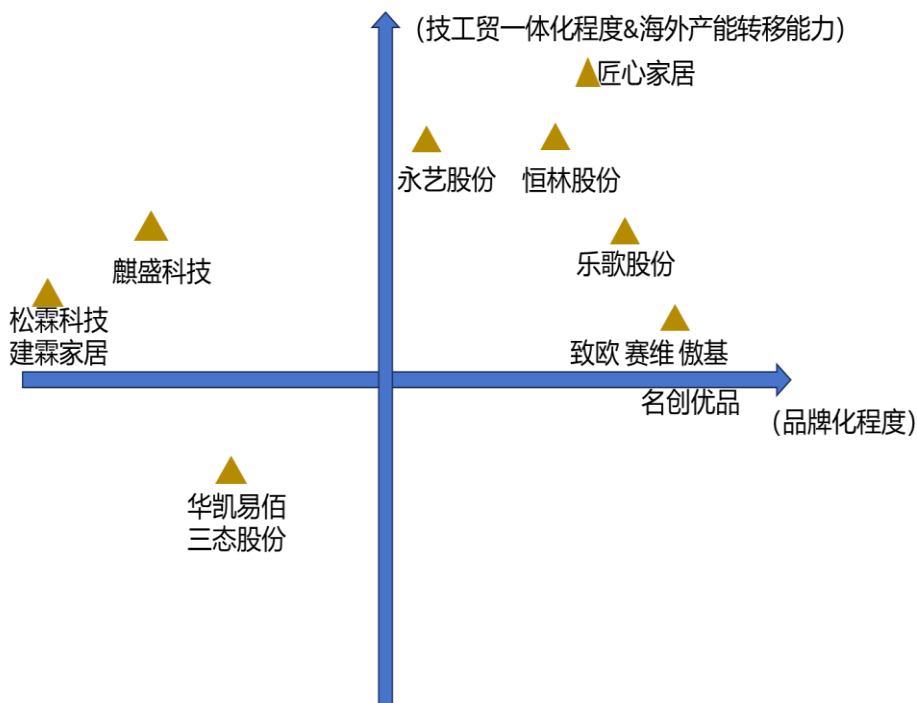 (技工贸一体化程度&海外产能转移能力)
匠心家居
永艺股份
恒林股份
麒盛科技
乐歌股份
松霖科技
建霖家居
致欧 赛维 傲基
名创优品
(品牌化程度)
华凯易佰
三态股份